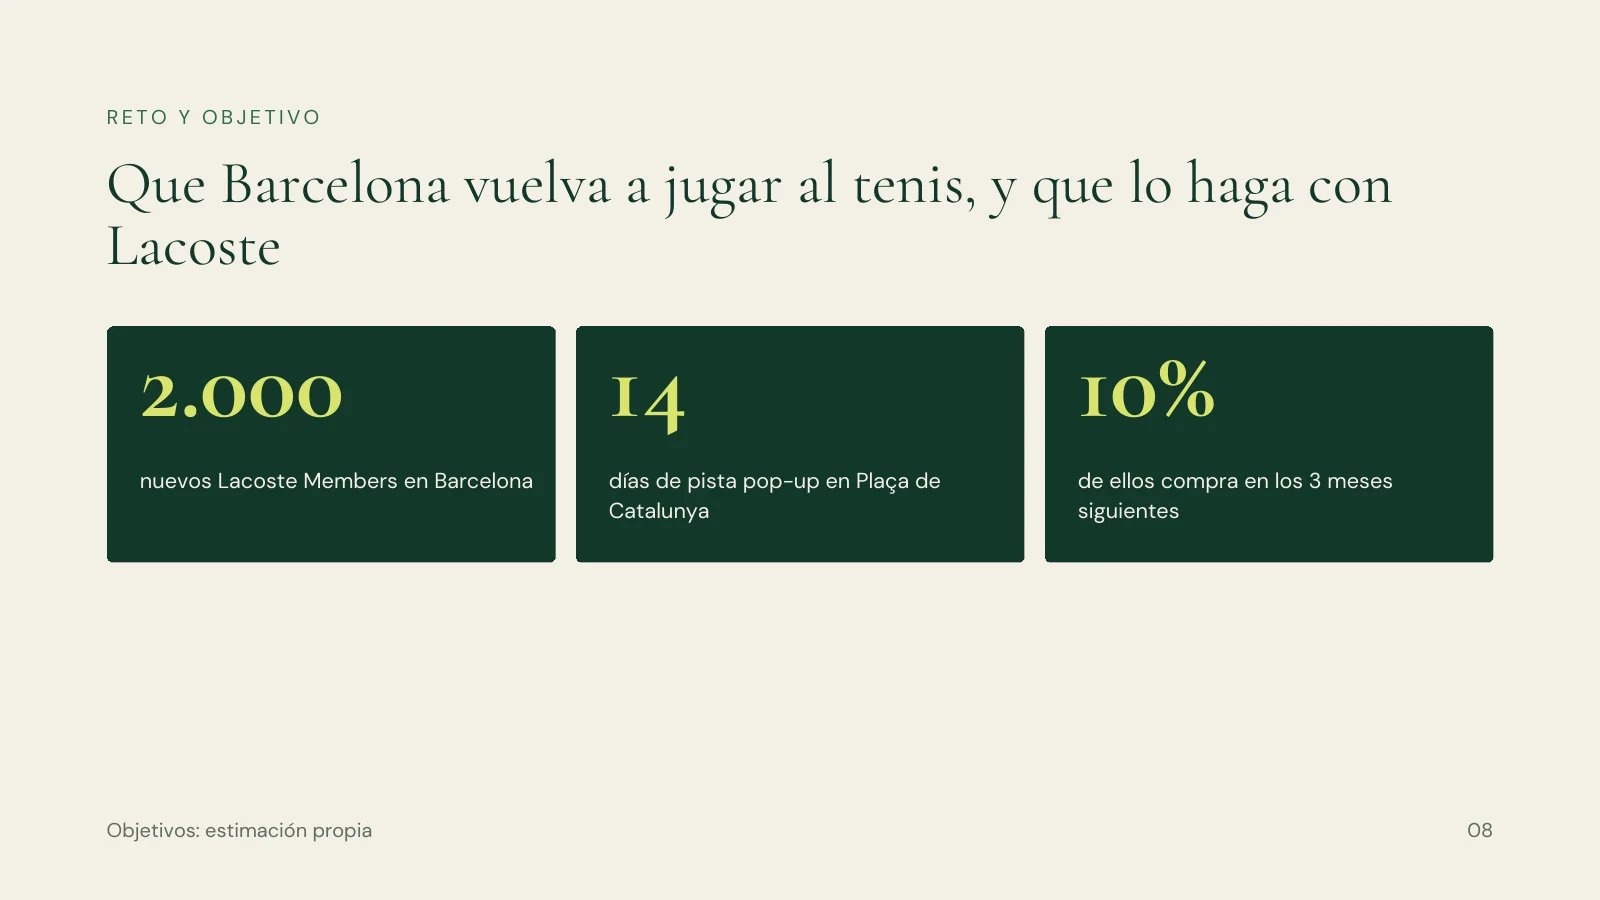 RETO Y OBJETIVO
Que Barcelona vuelva a jugar al tenis, y que lo haga con
Lacoste
2.000
nuevos Lacoste Members en Barcelona
14
días de pista pop-up en Plaça de
Catalunya
10%
de ellos compra en los 3 meses
siguientes
Objetivos: estimación propia
08